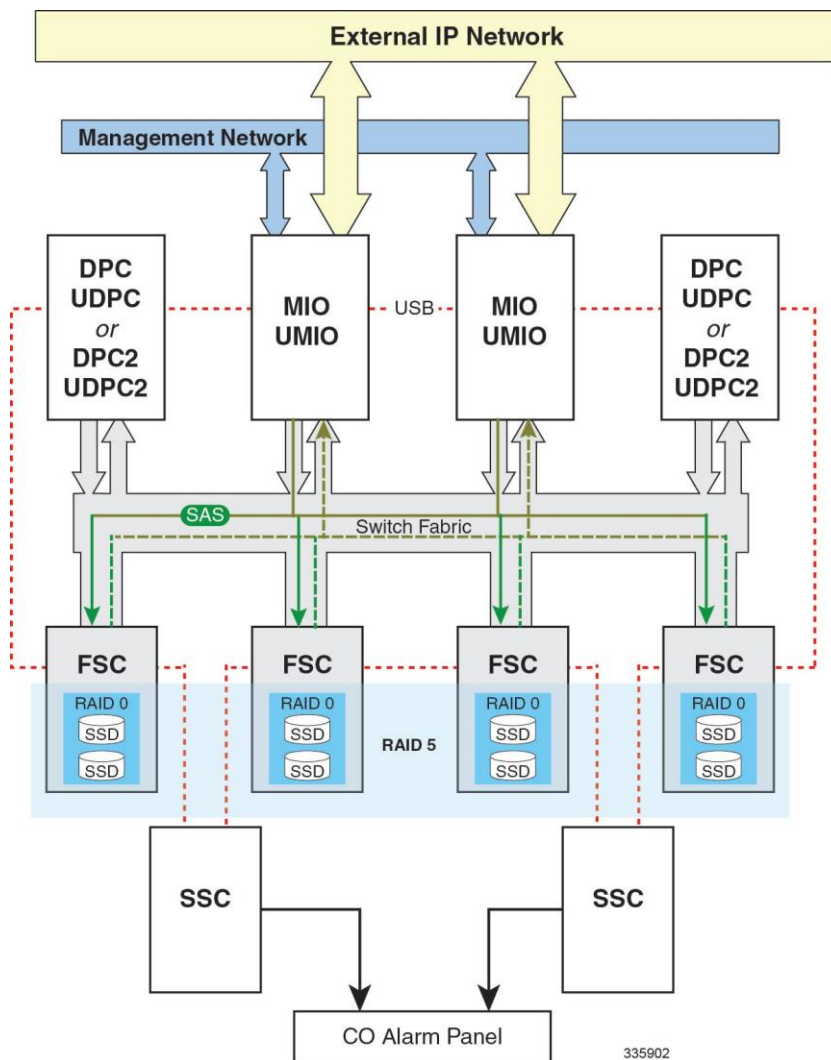 External IP Network
Management Network
DPC
UDPC
or
DPC2
UDPC2
MIO
UMIO
USB
MIO
UMIO
DPC
UDPC
or
DPC2
UDPC2
SAS
Switch Fabric
FSC
FSC
FSC
FSC
RAID 0
SSD
SSD
RAID 0
SSD
SSD
RAID 5
RAID 0
SSD
SSD
RAID 0
SSD
SSD
SSC
SSC
CO Alarm Panel
335902